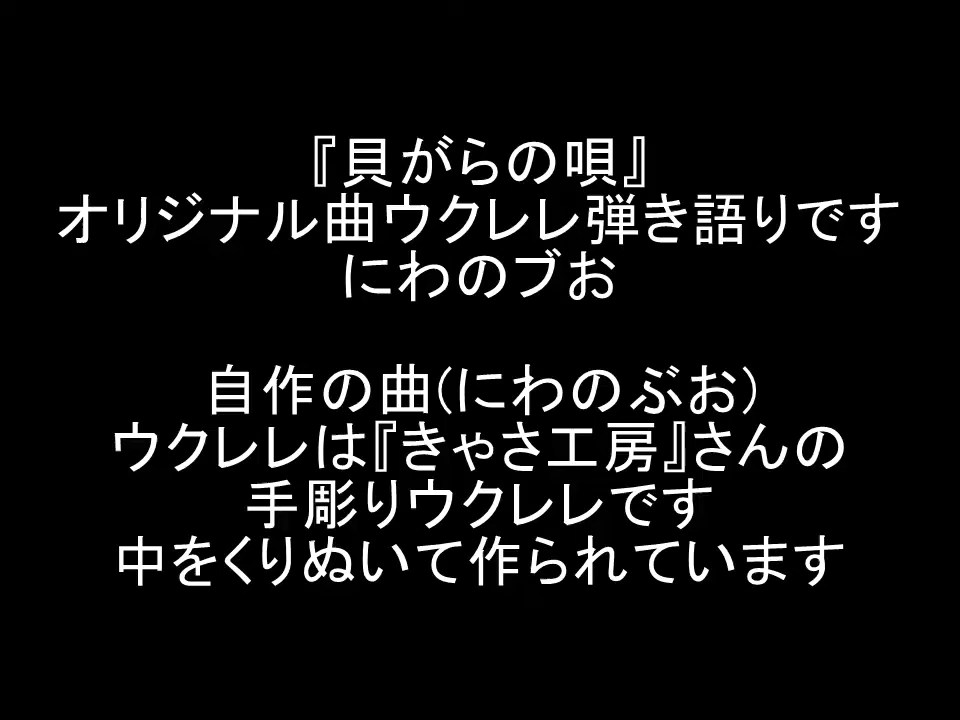 『貝がらの唄』
オリジナル曲ウクレレ弾き語りです
にわのブお
自作の曲(にわのぶお)
ウクレレは『きゃさ工房』さんの
手彫りウクレレです
中をくりぬいて作られています